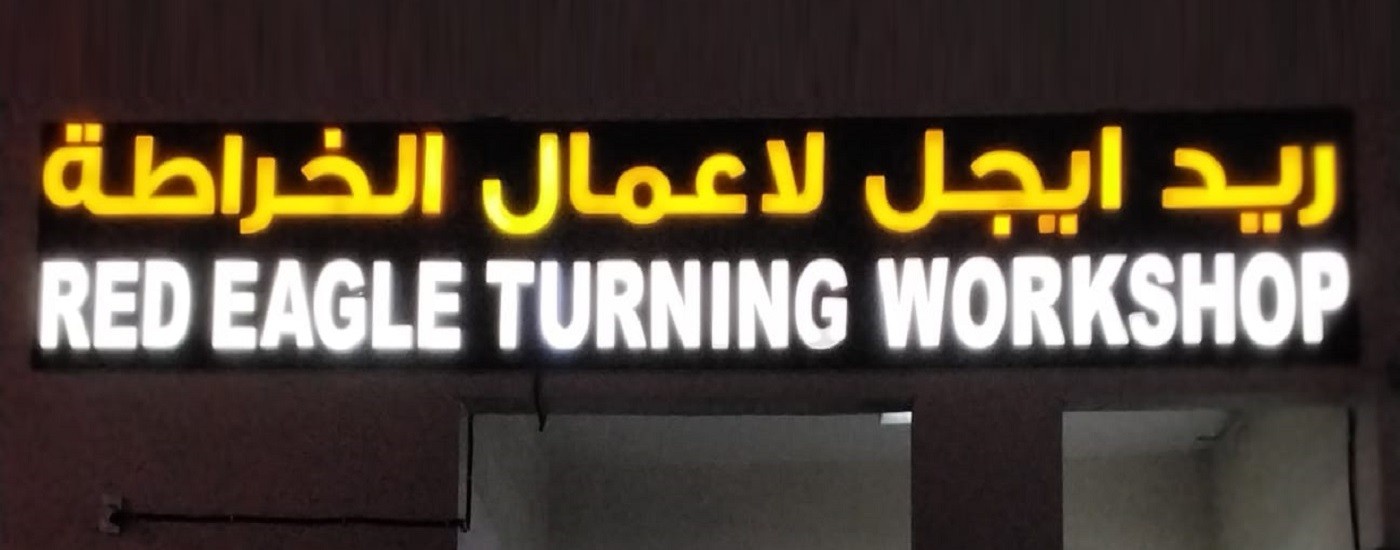 ريد ايجل لاعمال الخراطة
RED EAGLE TURNING WORKSHOP